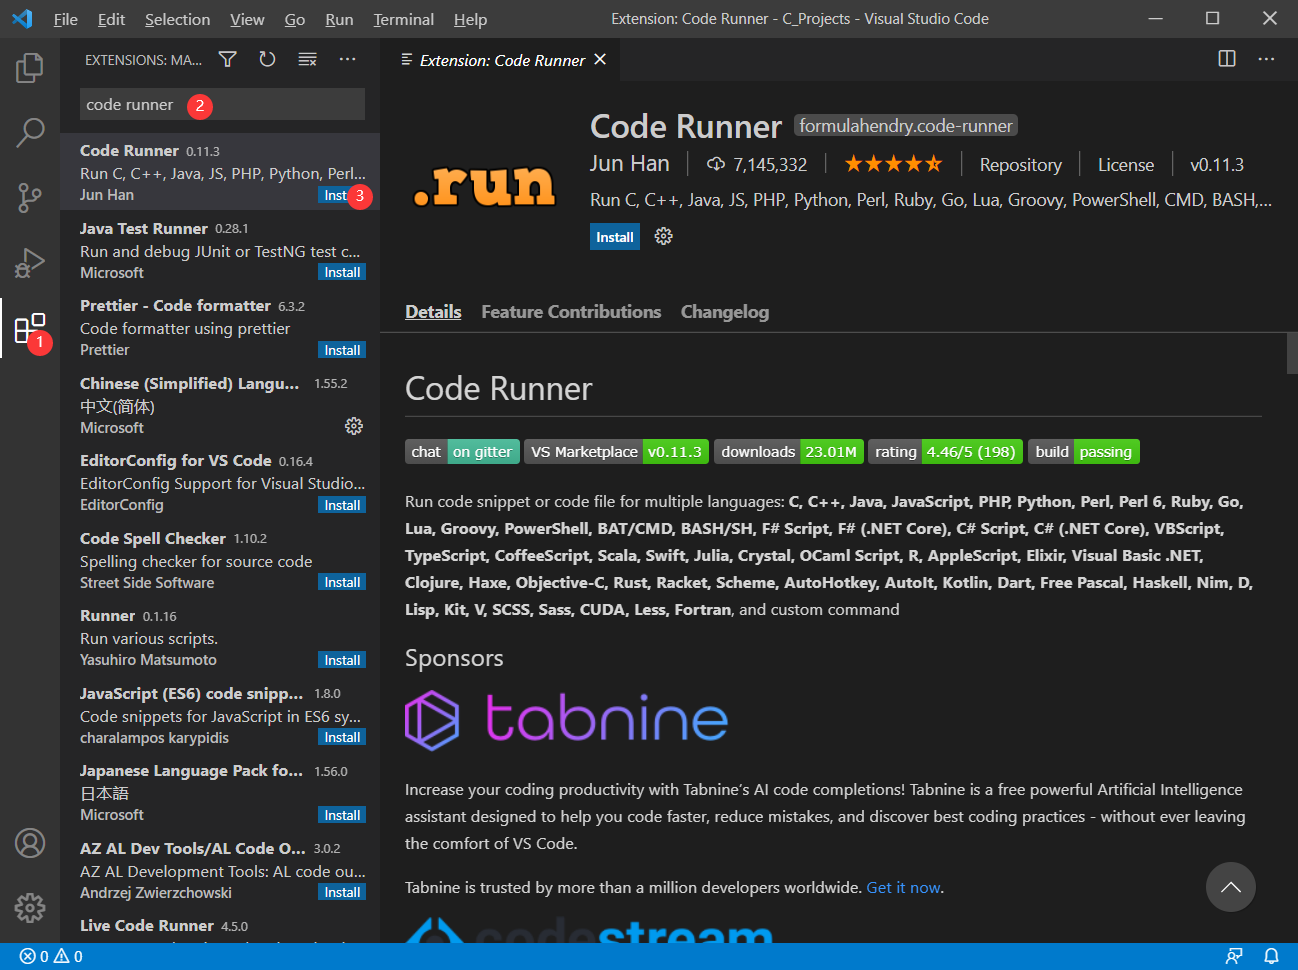 File Edit Selection View Go Run Terminal Help
Extension: Code Runner - C_Projects - Visual Studio Code
EXTENSIONS: MA...
code runner
2
1
Code Runner 0.11.3
Run C, C++, Java, JS, PHP, Python, Perl...
Jun Han
Inst
3
Java Test Runner 0.28.1
Run and debug JUnit or TestNG test c...
Microsoft
Install
Prettier - Code formatter 6.3.2
Code formatter using prettier
Prettier
Install
Chinese (Simplified) Langu... 1.55.2
中文(简体)
Microsoft
EditorConfig for VS Code 0.16.4
EditorConfig Support for Visual Studio...
EditorConfig
Install
Code Spell Checker 1.10.2
Spelling checker for source code
Street Side Software
Install
Runner 0.1.16
Run various scripts.
Yasuhiro Matsumoto
Install
JavaScript (ES6) code snipp... 1.8.0
Code snippets for JavaScript in ES6 sy...
charalampos karypidis
Install
Japanese Language Pack fo... 1.56.0
日本語
Microsoft
Install
AZ AL Dev Tools/AL Code O... 3.0.2
AZ AL Development Tools: AL code ou...
Andrzej Zwierzchowski
Install
Live Code Runner 4.5.0
Extension: Code Runner
.run
Code Runner formulahendry.code-runner
Jun Han 7,145,332 Repository License v0.11.3
Run C, C++, Java, JS, PHP, Python, Perl, Ruby, Go, Lua, Groovy, PowerShell, CMD, BASH,...
Install
Details Feature Contributions Changelog
Code Runner
chat on gitter VS Marketplace v0.11.3 downloads 23.01M rating 4.46/5 (198) build passing
Run code snippet or code file for multiple languages: C, C++, Java, JavaScript, PHP, Python, Perl, Perl 6, Ruby, Go,
Lua, Groovy, PowerShell, BAT/CMD, BASH/SH, F# Script, F# (.NET Core), C# Script, C# (.NET Core), VBScript,
TypeScript, CoffeeScript, Scala, Swift, Julia, Crystal, OCaml Script, R, AppleScript, Elixir, Visual Basic .NET,
Clojure, Haxe, Objective-C, Rust, Racket, Scheme, AutoHotkey, AutoIt, Kotlin, Dart, Free Pascal, Haskell, Nim, D,
Lisp, Kit, V, SCSS, Sass, CUDA, Less, Fortran, and custom command
Sponsors
tabnine
Increase your coding productivity with Tabnine’s AI code completions! Tabnine is a free powerful Artificial Intelligence
assistant designed to help you code faster, reduce mistakes, and discover best coding practices - without ever leaving
the comfort of VS Code.
Tabnine is trusted by more than a million developers worldwide. Get it now.
codestream
0 0